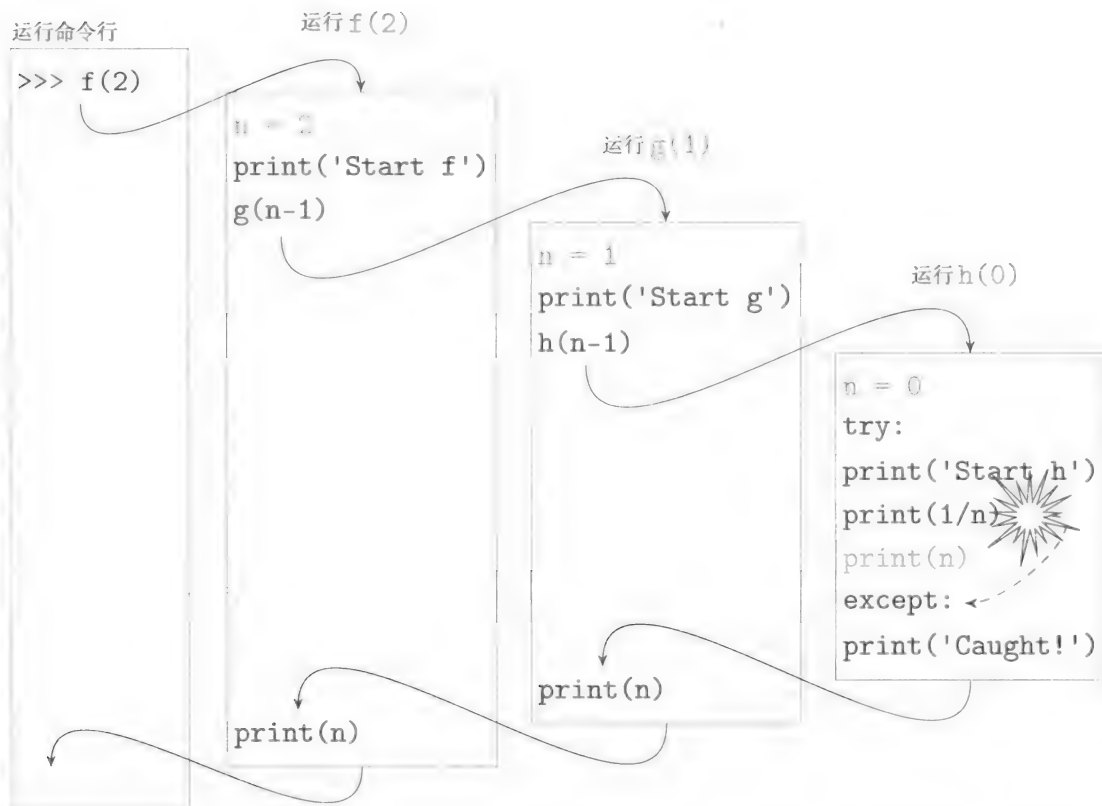 运行命令行
>>> f(2)
运行f(2)
n = 2
print('Start f')
g(n-1)
print(n)
运行g(1)
n = 1
print('Start g')
h(n-1)
print(n)
运行h(0)
n = 0
try:
print('Start h')
print(1/n)
print(n)
except:
print('Caught!')